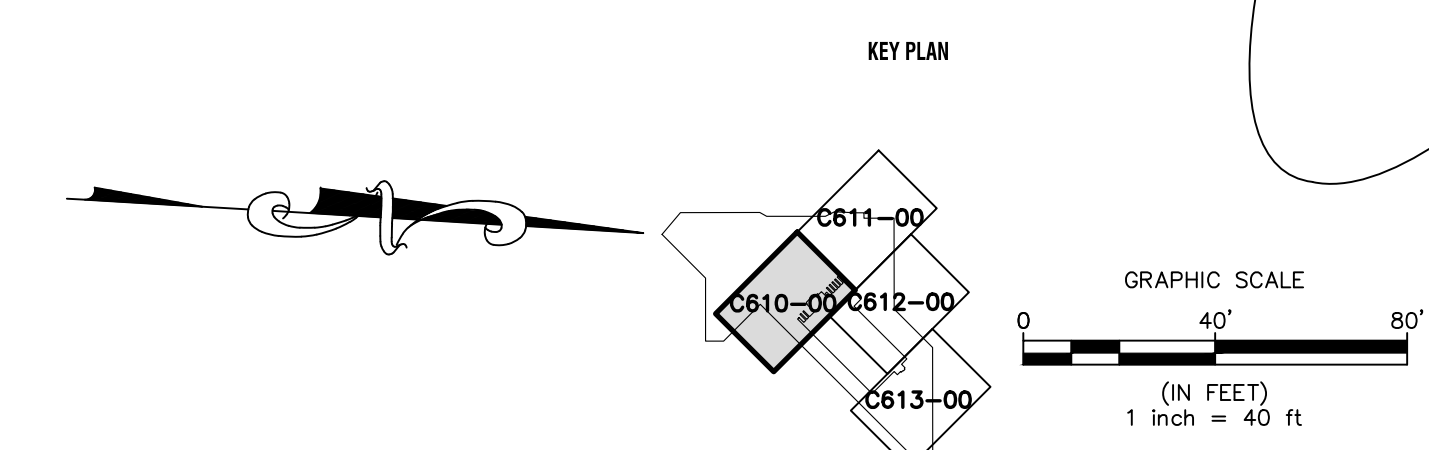 KEY PLAN
C611-00
C610-00
C612-00
C613-00
GRAPHIC SCALE
0 40' 80'
(IN FEET)
1 inch = 40 ft